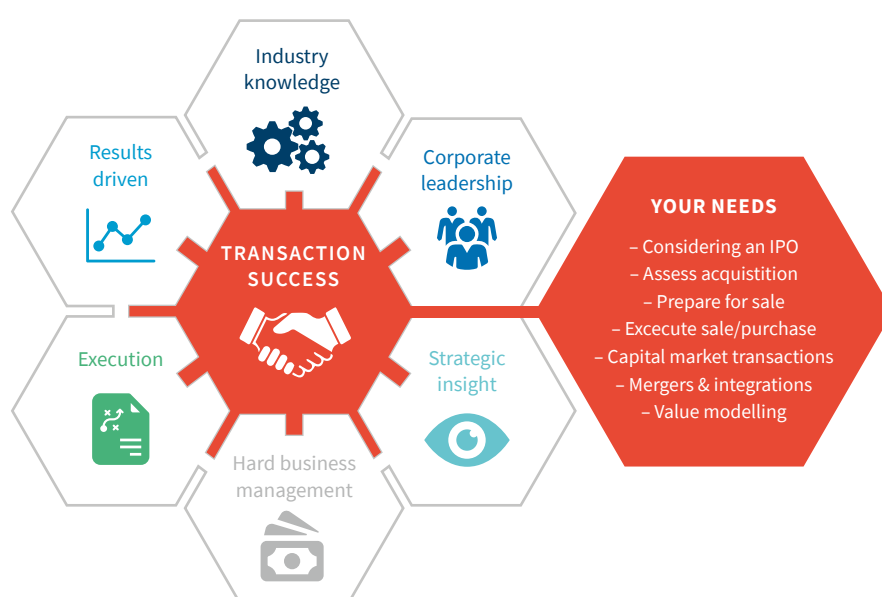 Industry
knowledge
Results
driven
Corporate
leadership
TRANSACTION
SUCCESS
Execution
Strategic
insight
Hard business
management
YOUR NEEDS
– Considering an IPO
– Assess acquistition
– Prepare for sale
– Excecute sale/purchase
– Capital market transactions
– Mergers & integrations
– Value modelling